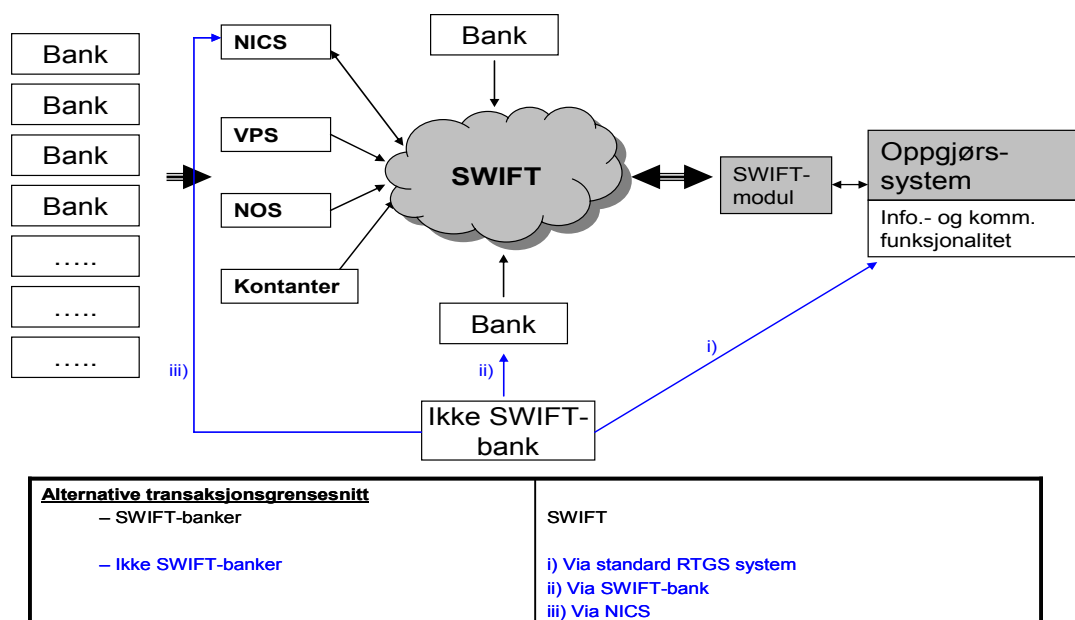 Bank
Bank
Bank
Bank
.....
.....
.....
NICS
VPS
NOS
Kontanter
Bank
SWIFT
Bank
SWIFT-
modul
Oppgjørs-
system
Info.- og komm.
funksjonalitet
i)
ii)
iii)
Ikke SWIFT-
bank
Alternative transaksjonsgrensesnitt
– SWIFT-banker
SWIFT
– Ikke SWIFT-banker
i) Via standard RTGS system
ii) Via SWIFT-bank
iii) Via NICS